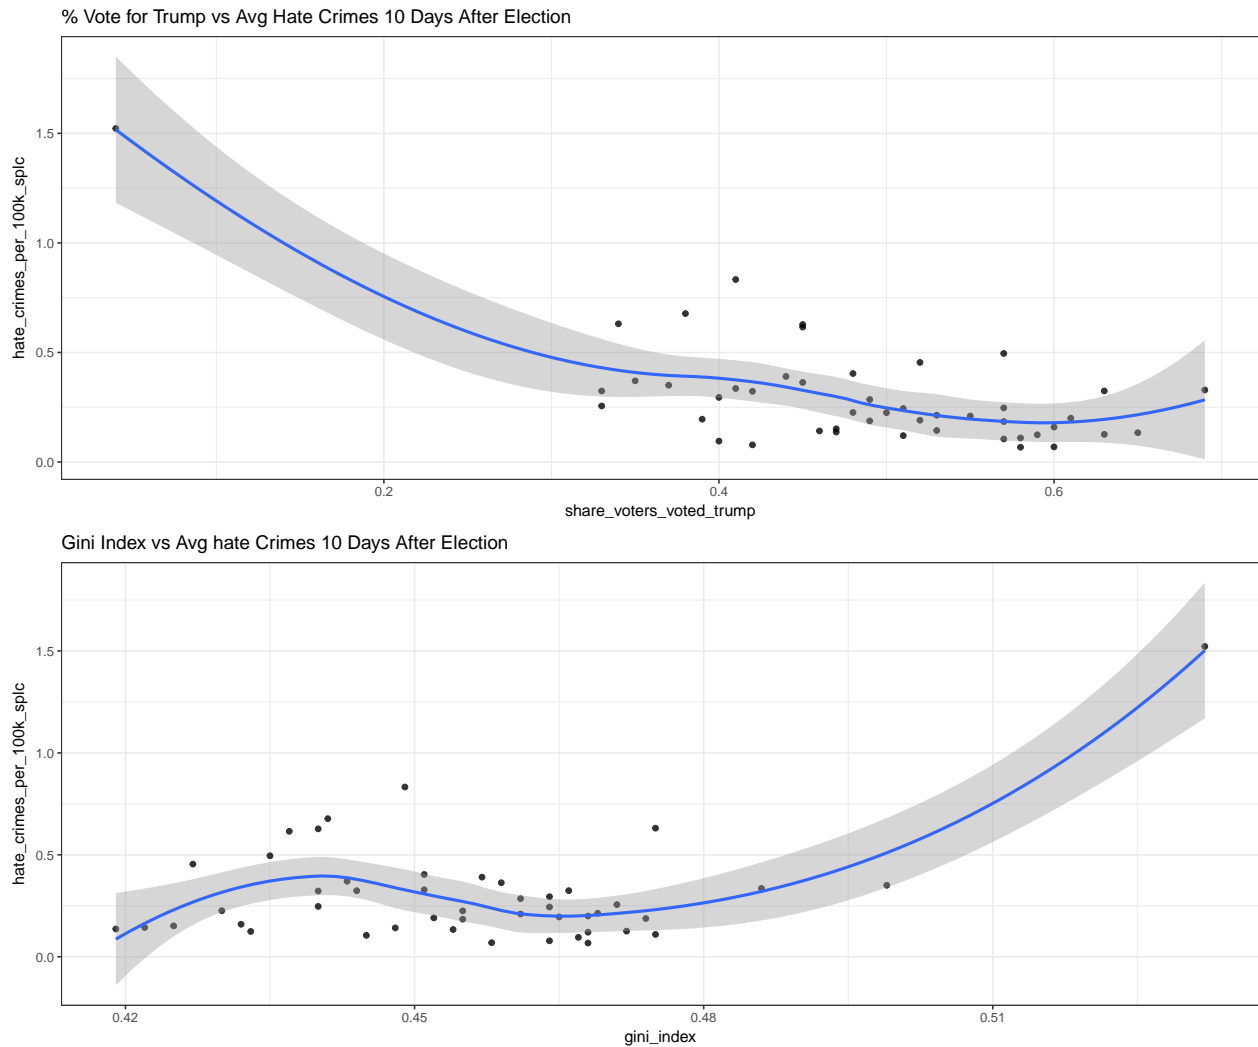 % Vote for Trump vs Avg Hate Crimes 10 Days After Election
hate_crimes_per_100k_splc
1.5
1.0
0.5
0.0
0.2
0.4
0.6
share_voters_voted_trump
Gini Index vs Avg hate Crimes 10 Days After Election
hate_crimes_per_100k_splc
1.5
1.0
0.5
0.0
0.42
0.45
0.48
0.51
gini_index